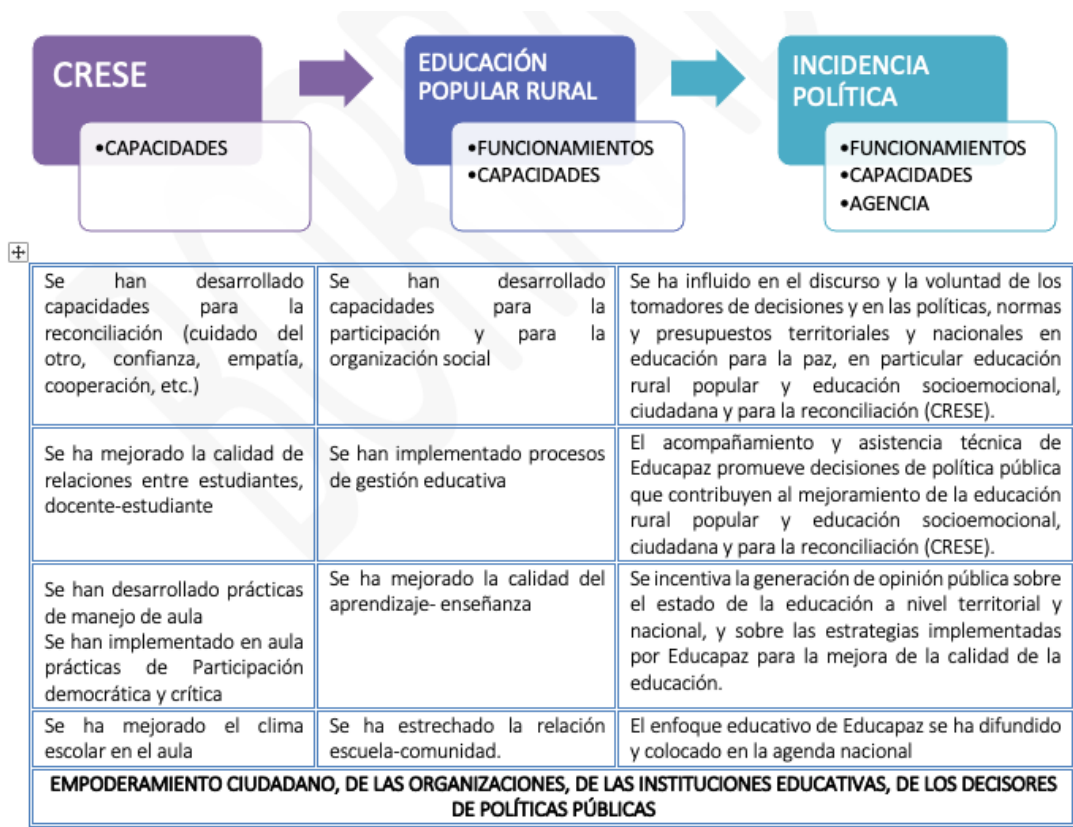 CRESE
•CAPACIDADES
EDUCACIÓN
POPULAR RURAL
•FUNCIONAMIENTOS
•CAPACIDADES
INCIDENCIA
POLÍTICA
•FUNCIONAMIENTOS
•CAPACIDADES
•AGENCIA
Se han desarrollado
capacidades para la
reconciliación (cuidado del
otro, confianza, empatía,
cooperación, etc.)
Se han desarrollado
capacidades para la
participación y para la
organización social
Se ha influido en el discurso y la voluntad de los
tomadores de decisiones y en las políticas, normas
y presupuestos territoriales y nacionales en
educación para la paz, en particular educación
rural popular y educación socioemocional,
ciudadana y para la reconciliación (CRESE).
Se ha mejorado la calidad de
relaciones entre estudiantes,
docente-estudiante
Se han implementado procesos
de gestión educativa
El acompañamiento y asistencia técnica de
Educapaz promueve decisiones de política pública
que contribuyen al mejoramiento de la educación
rural popular y educación socioemocional,
ciudadana y para la reconciliación (CRESE).
Se han desarrollado prácticas
de manejo de aula
Se han implementado en aula
prácticas de Participación
democrática y crítica
Se ha mejorado la calidad del
aprendizaje- enseñanza
Se incentiva la generación de opinión pública sobre
el estado de la educación a nivel territorial y
nacional, y sobre las estrategias implementadas
por Educapaz para la mejora de la calidad de la
educación.
Se ha mejorado el clima
escolar en el aula
Se ha estrechado la relación
escuela-comunidad.
El enfoque educativo de Educapaz se ha difundido
y colocado en la agenda nacional
EMPODERAMIENTO CIUDADANO, DE LAS ORGANIZACIONES, DE LAS INSTITUCIONES EDUCATIVAS, DE LOS DECISORES
DE POLÍTICAS PÚBLICAS